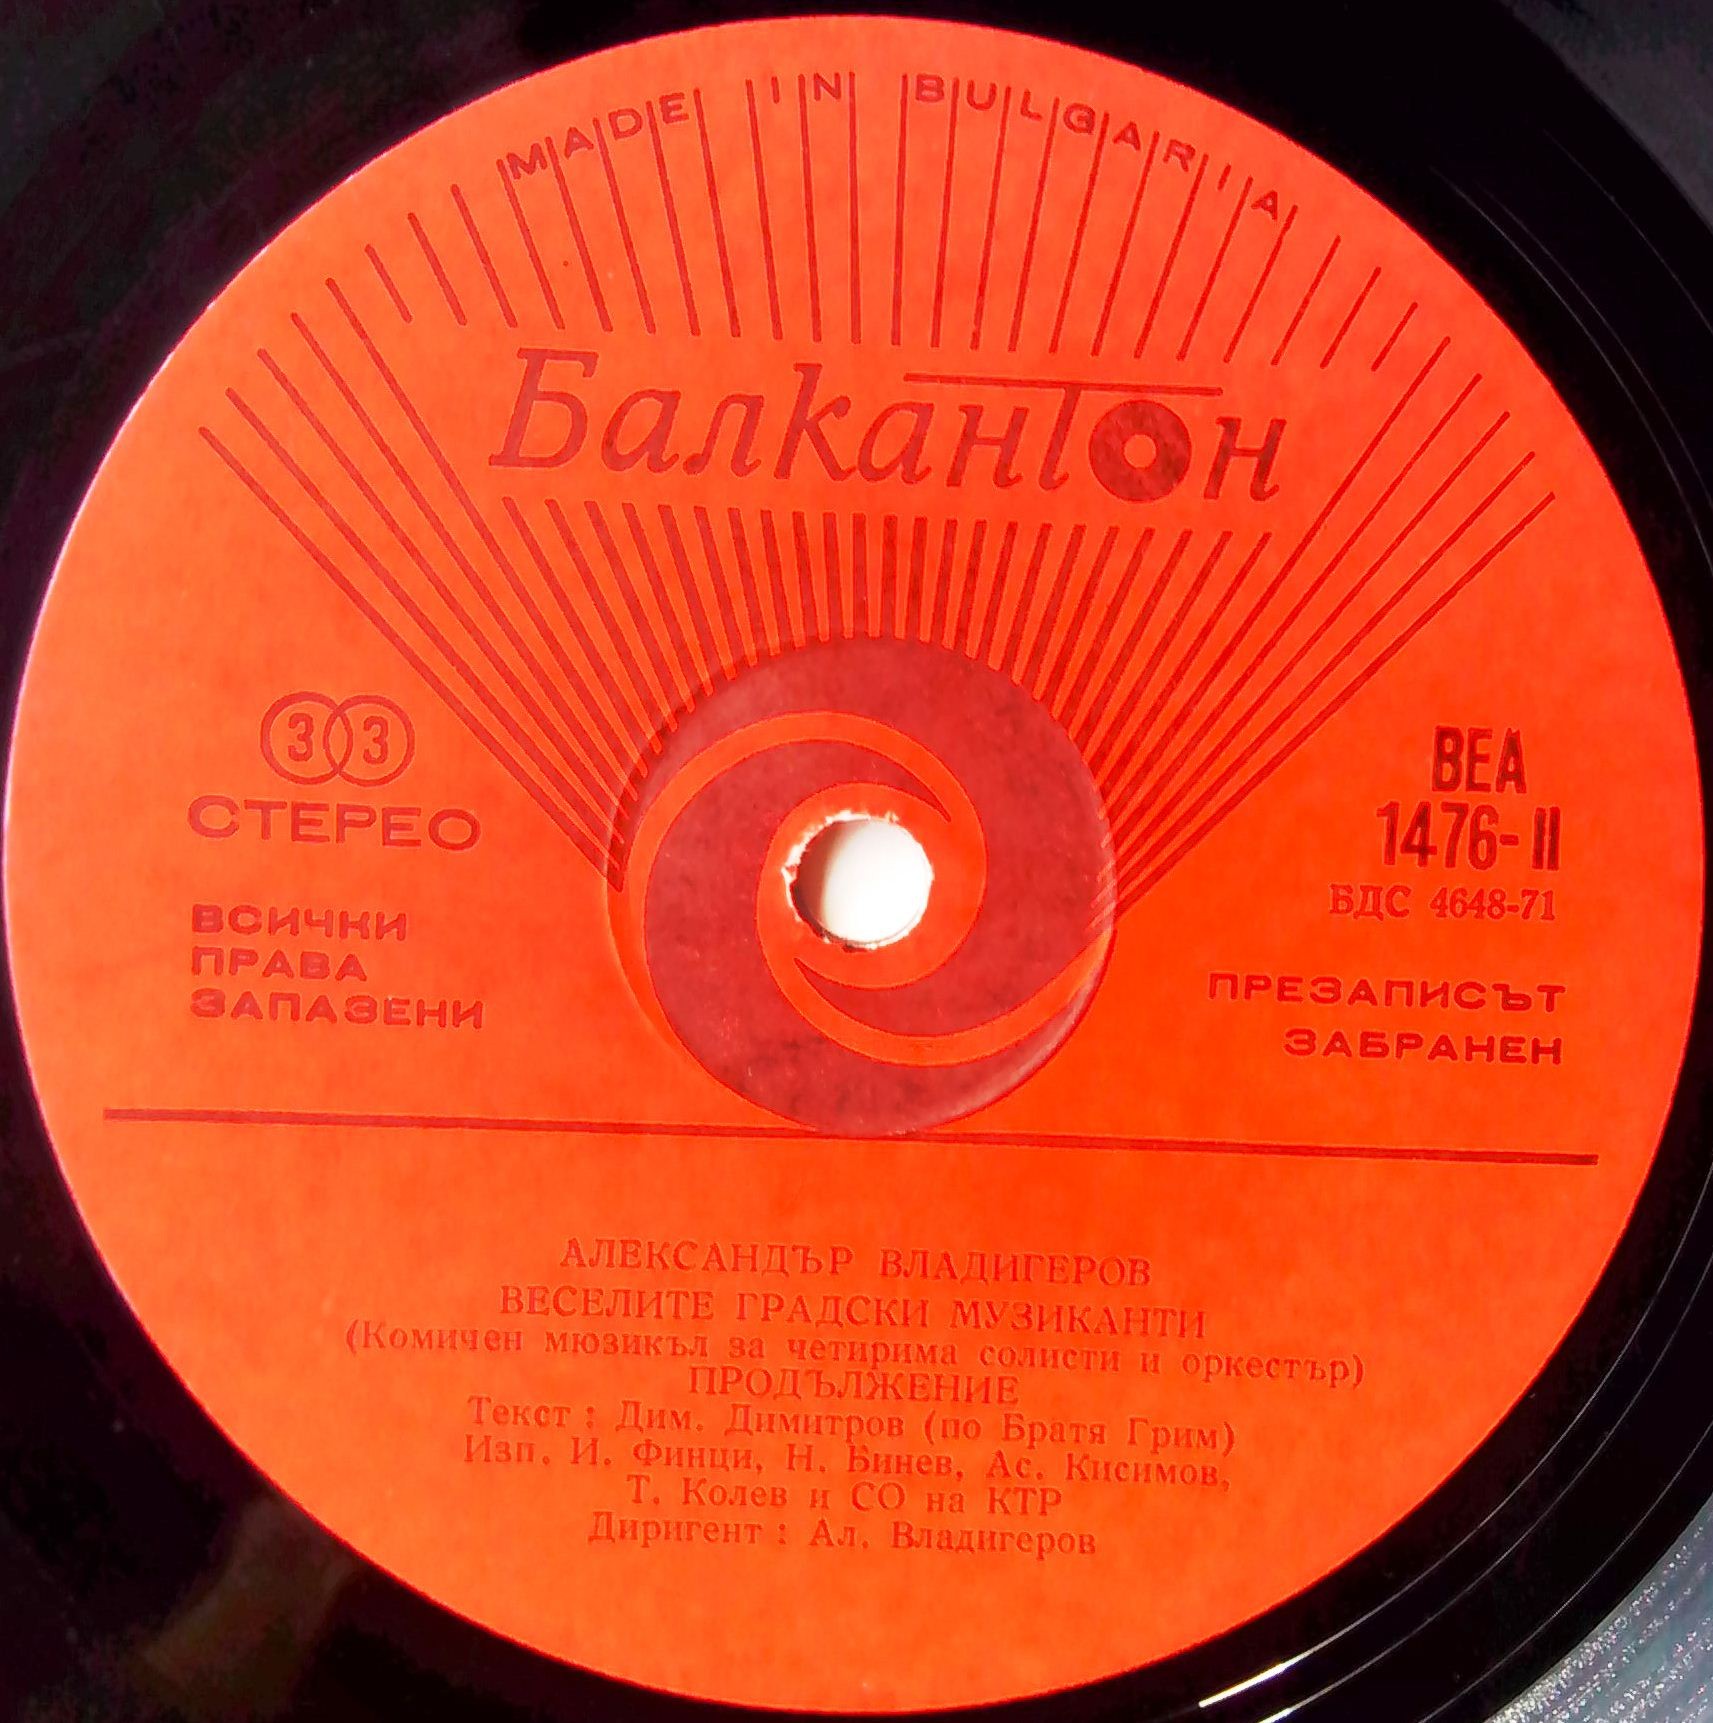 MADE IN BULGARIA
Балкантон
33
СТЕРЕО
ВСИЧКИ
ПРАВА
ЗАПАЗЕНИ
ВЕА
1476-II
БДС 4648-71
ПРЕЗАПИСЪТ
ЗАБРАНЕН
АЛЕКСАНДЪР ВЛАДИГЕРОВ
ВЕСЕЛИТЕ ГРАДСКИ МУЗИКАНТИ
(Комичен мюзикъл за четирима солисти и оркестър)
ПРОДЪЛЖЕНИЕ
Текст : Дим. Димитров (по Братя Грим)
Изп. И. Финци, Н. Бинев, Ас. Кисимов,
Т. Колев и СО на КТР
Диригент : Ал. Владигеров